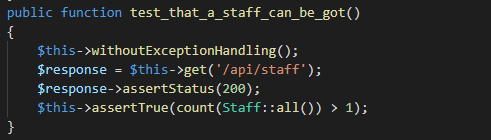 public function test_that_a_staff_can_be_got()
{
    $this->withoutExceptionHandling();
    $response = $this->get('/api/staff');
    $response->assertStatus(200);
    $this->assertTrue(count(Staff::all()) > 1);
}